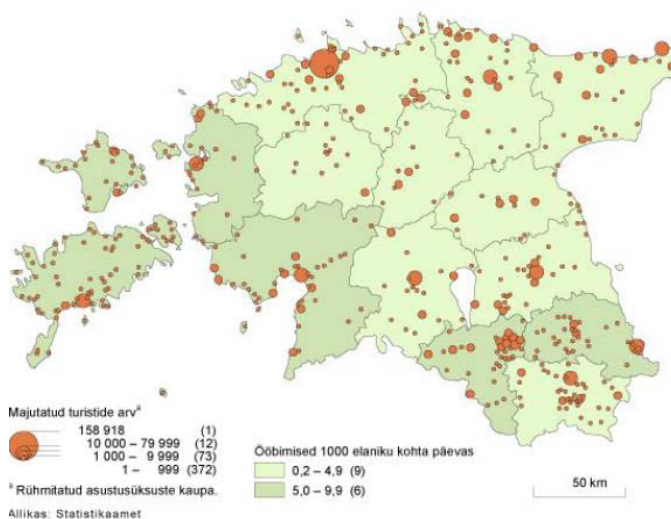 Majutatud turistide arvᵃ
158 918 (1)
10 000 – 79 999 (12)
1 000 – 9 999 (73)
1 – 999 (372)
ᵃ Rühmitatud asustusüksuste kaupa.
Allikas: Statistikaamet
Ööbimised 1000 elaniku kohta päevas
0,2 – 4,9 (9)
5,0 – 9,9 (6)
50 km